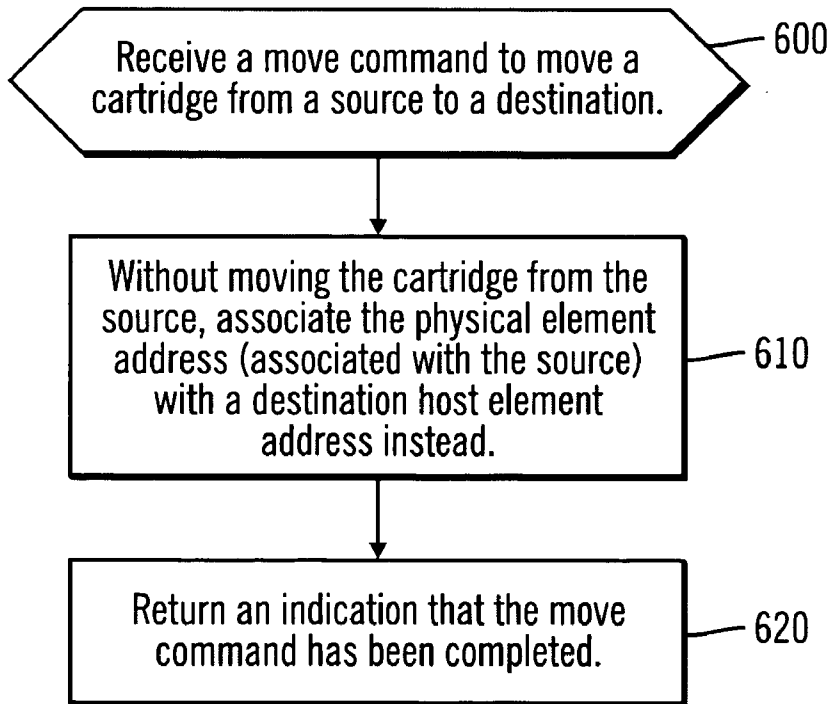 Receive a move command to move a
cartridge from a source to a destination.
600
Without moving the cartridge from the
source, associate the physical element
address (associated with the source)
with a destination host element
address instead.
610
Return an indication that the move
command has been completed.
620